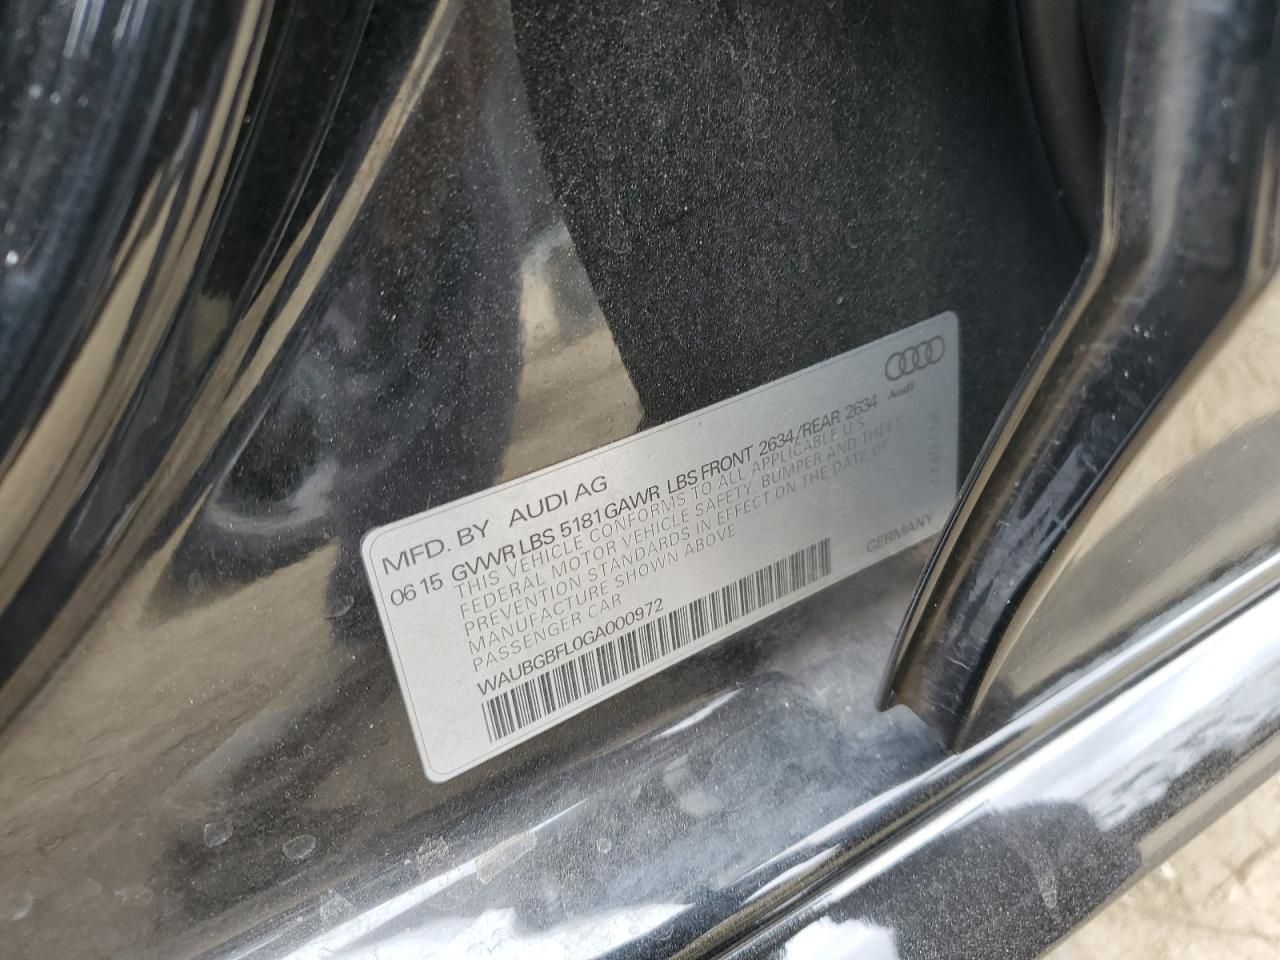 MFD. BY AUDI AG
Audi
06 15 GVWR LBS 5181 GAWR LBS FRONT 2634/REAR 2634
THIS VEHICLE CONFORMS TO ALL APPLICABLE U S
FEDERAL MOTOR VEHICLE SAFETY, BUMPER AND THEFT
PREVENTION STANDARDS IN EFFECT ON THE DATE OF
MANUFACTURE SHOWN ABOVE
PASSENGER CAR
WAUBGBFL0GA000972
GERMANY